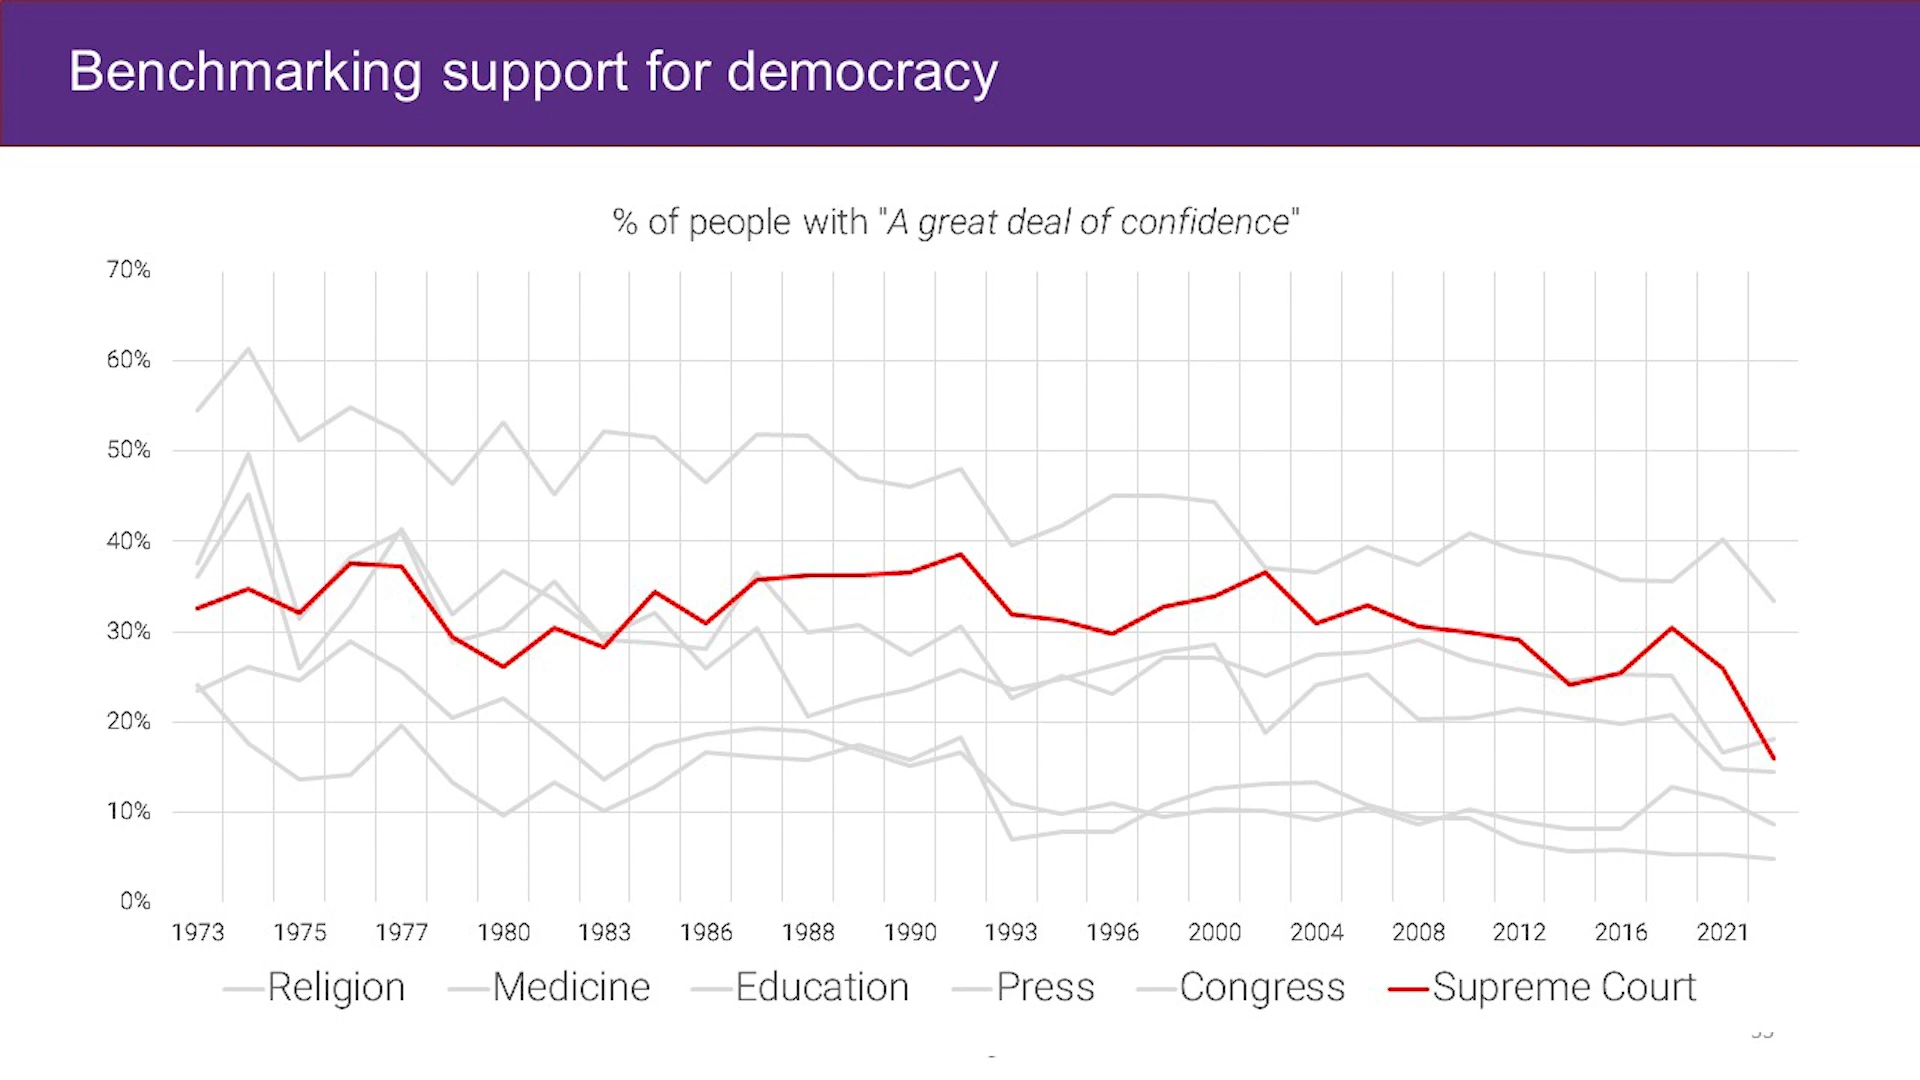 Benchmarking support for democracy
% of people with "A great deal of confidence"
70%
60%
50%
40%
30%
20%
10%
0%
1973 1975 1977 1980 1983 1986 1988 1990 1993 1996 2000 2004 2008 2012 2016 2021
Religion Medicine Education Press Congress Supreme Court